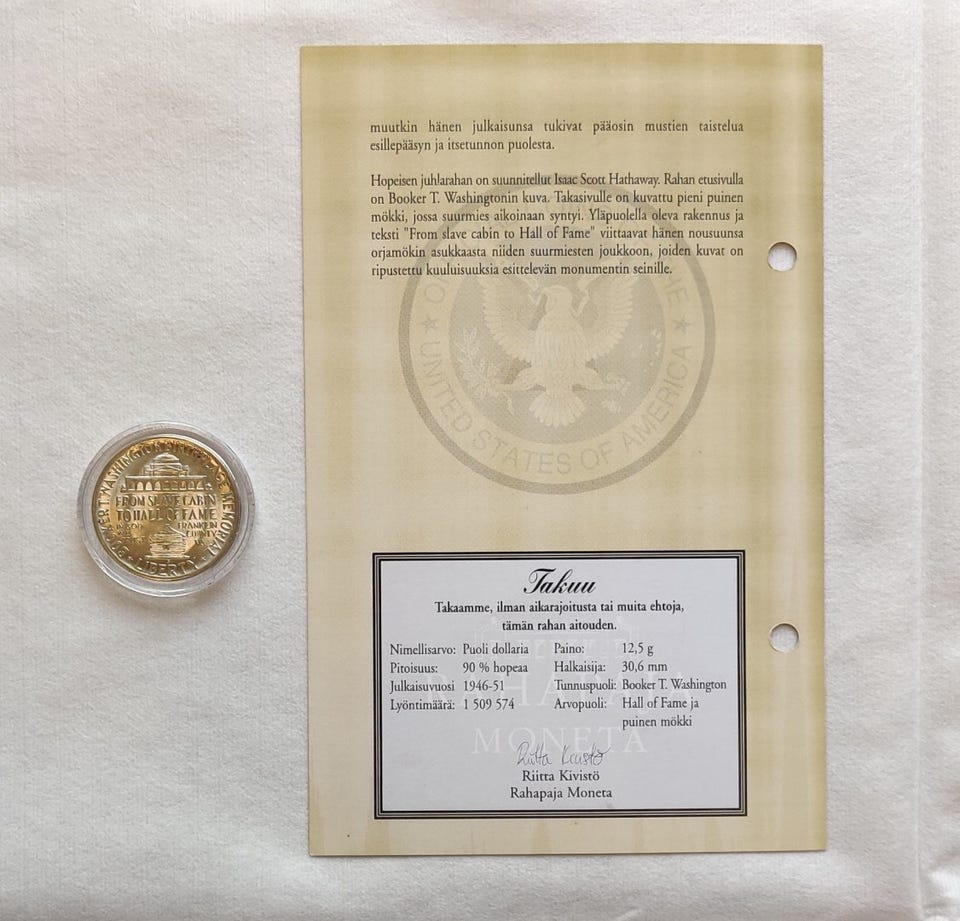 muutkin hänen julkaisunsa tukivat pääosin mustien taistelua
esillepääsyn ja itsetunnon puolesta.
Hopeisen juhlarahan on suunnitellut Isaac Scott Hathaway. Rahan etusivulla
on Booker T. Washingtonin kuva. Takasivulle on kuvattu pieni puinen
mökki, jossa suurmies aikoinaan syntyi. Yläpuolella oleva rakennus ja
teksti "From slave cabin to Hall of Fame" viittaavat hänen nousuunsa
orjamökin asukkaasta niiden suurmiesten joukkoon, joiden kuvat on
ripustettu kuuluisuuksia esittelevän monumentin seinille.
UNITED STATES OF AMERICA
Takuu
Takaamme, ilman aikarajoitusta tai muita ehtoja,
tämän rahan aitouden.
Nimellisarvo: Puoli dollaria Paino: 12,5 g
Pitoisuus: 90 % hopeaa Halkaisija: 30,6 mm
Julkaisuvuosi 1946-51 Tunnuspuoli: Booker T. Washington
Lyöntimäärä: 1 509 574 Arvopuoli: Hall of Fame ja
puinen mökki
RAHAPAJA
MONETA
Riitta Kivistö
Riitta Kivistö
Rahapaja Moneta
BOOKER T. WASHINGTON BIRTHPLACE MEMORIAL
FROM SLAVE CABIN
TO HALL OF FAME
FRANKLIN
COUNTY
LIBERTY